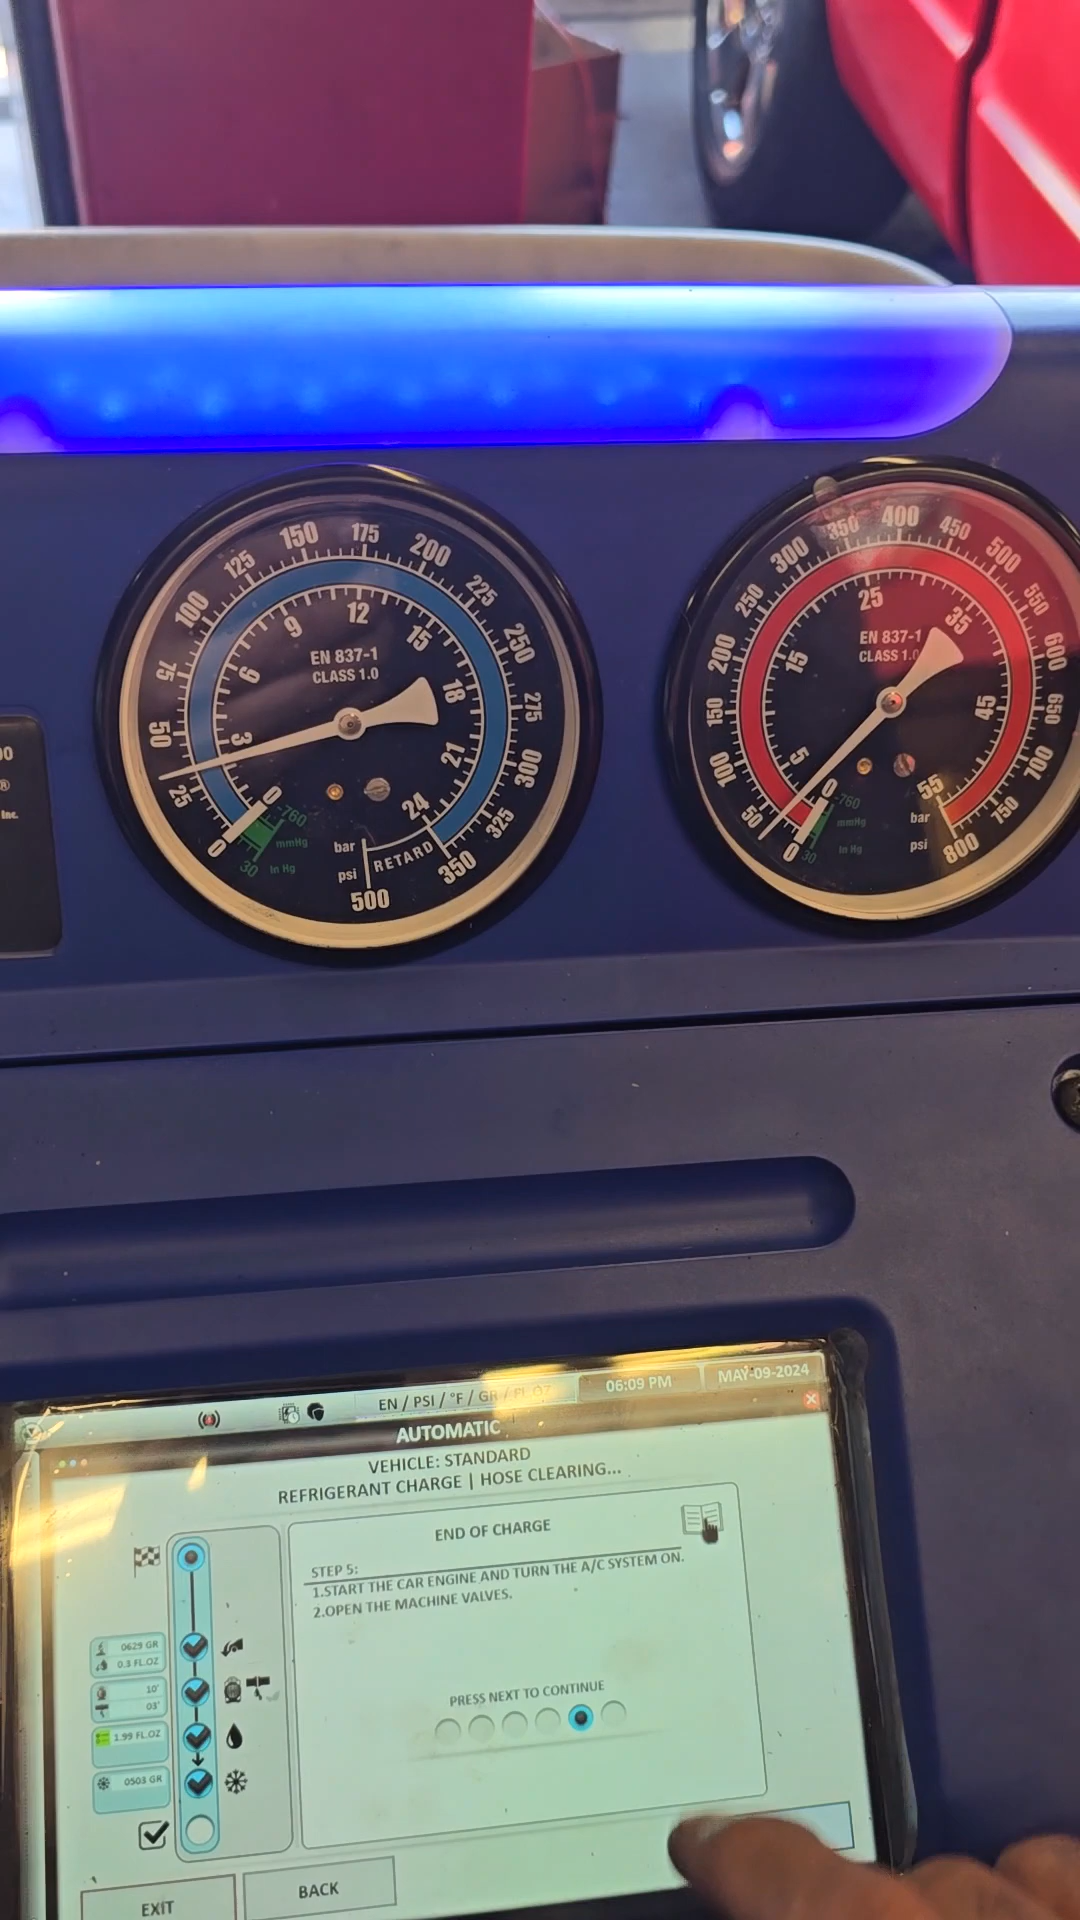 00
®
Inc.
0
25
50
75
100
125
150
175
200
225
250
275
300
325
350
500
0
3
6
9
12
15
18
21
24
EN 837-1
CLASS 1.0
-760
mmHg
30 In Hg
bar
psi
RETARD
0
50
100
150
200
250
300
350
400
450
500
550
600
650
700
750
800
0
5
15
25
35
45
55
EN 837-1
CLASS 1.0
-760
mmHg
30 In Hg
bar
psi
EN / PSI / °F / GR / FL.OZ
06:09 PM
MAY-09-2024
AUTOMATIC
VEHICLE: STANDARD
REFRIGERANT CHARGE | HOSE CLEARING...
END OF CHARGE
STEP 5:
1.START THE CAR ENGINE AND TURN THE A/C SYSTEM ON.
2.OPEN THE MACHINE VALVES.
0629 GR
0.3 FL.OZ
10'
03'
1.99 FL.OZ
0503 GR
PRESS NEXT TO CONTINUE
EXIT
BACK